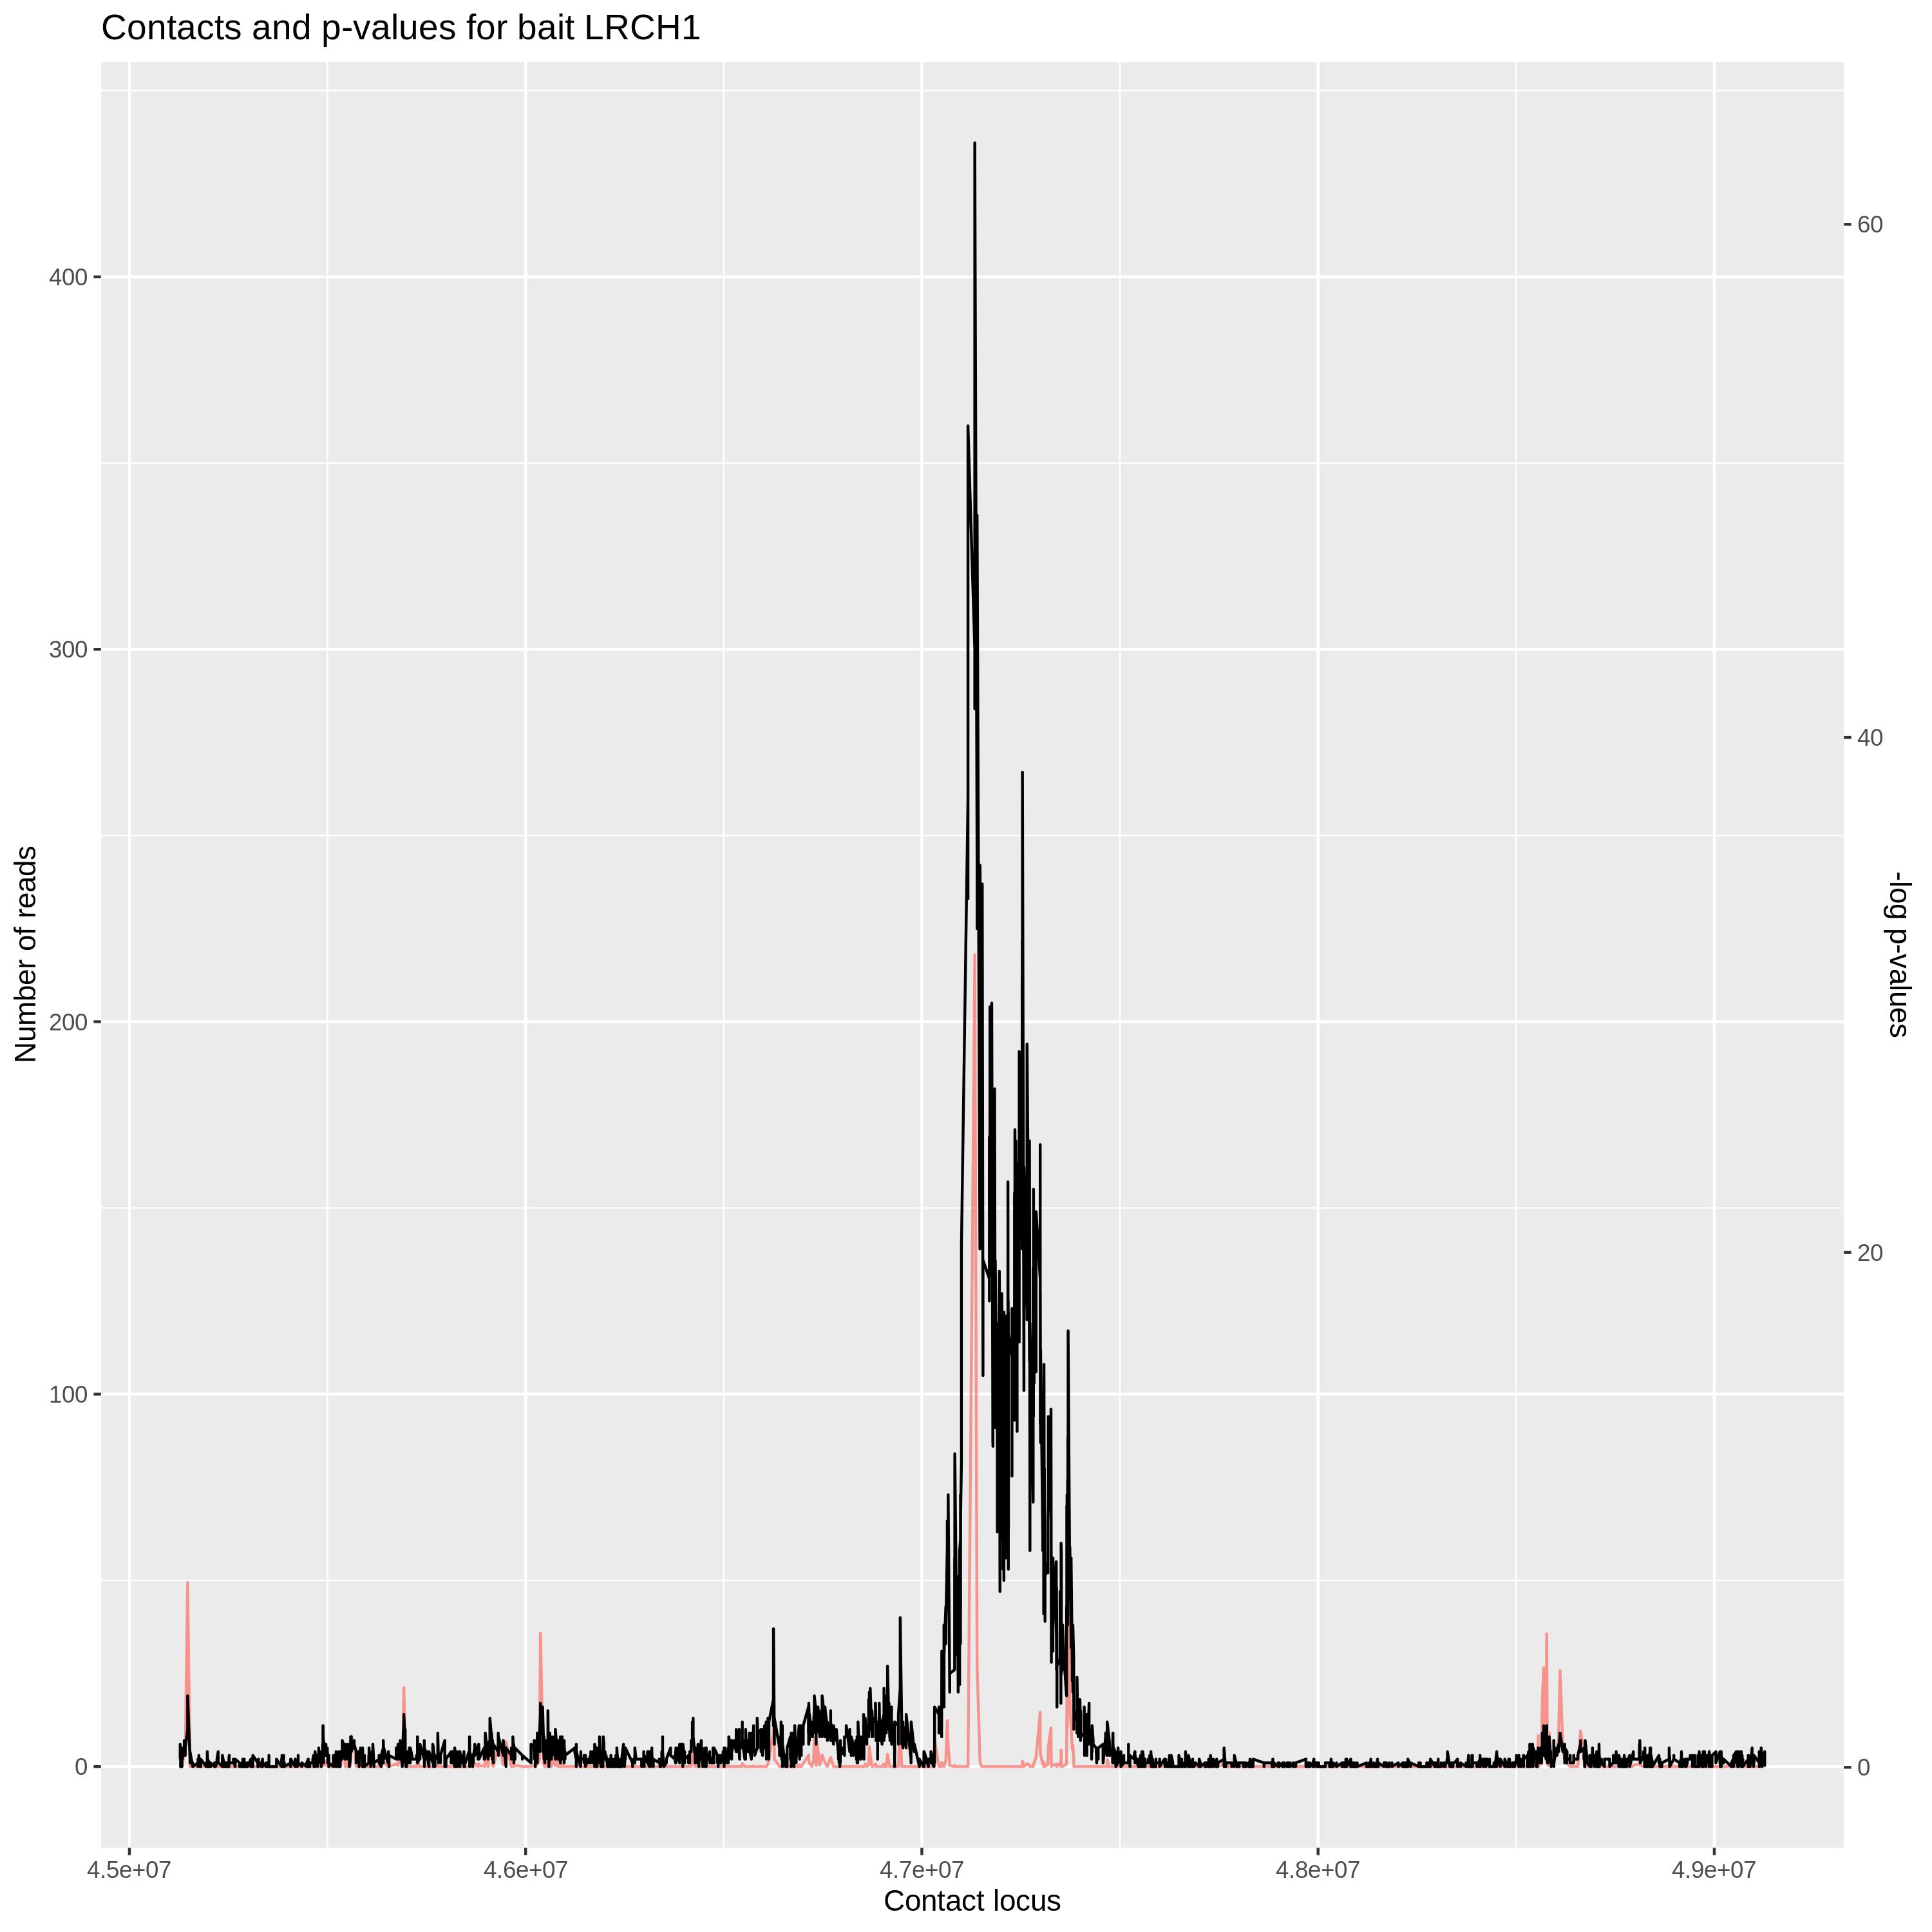 Contacts and p-values for bait LRCH1
400
300
200
100
0
Number of reads
60
40
20
0
-log p-values
4.5e+07
4.6e+07
4.7e+07
4.8e+07
4.9e+07
Contact locus